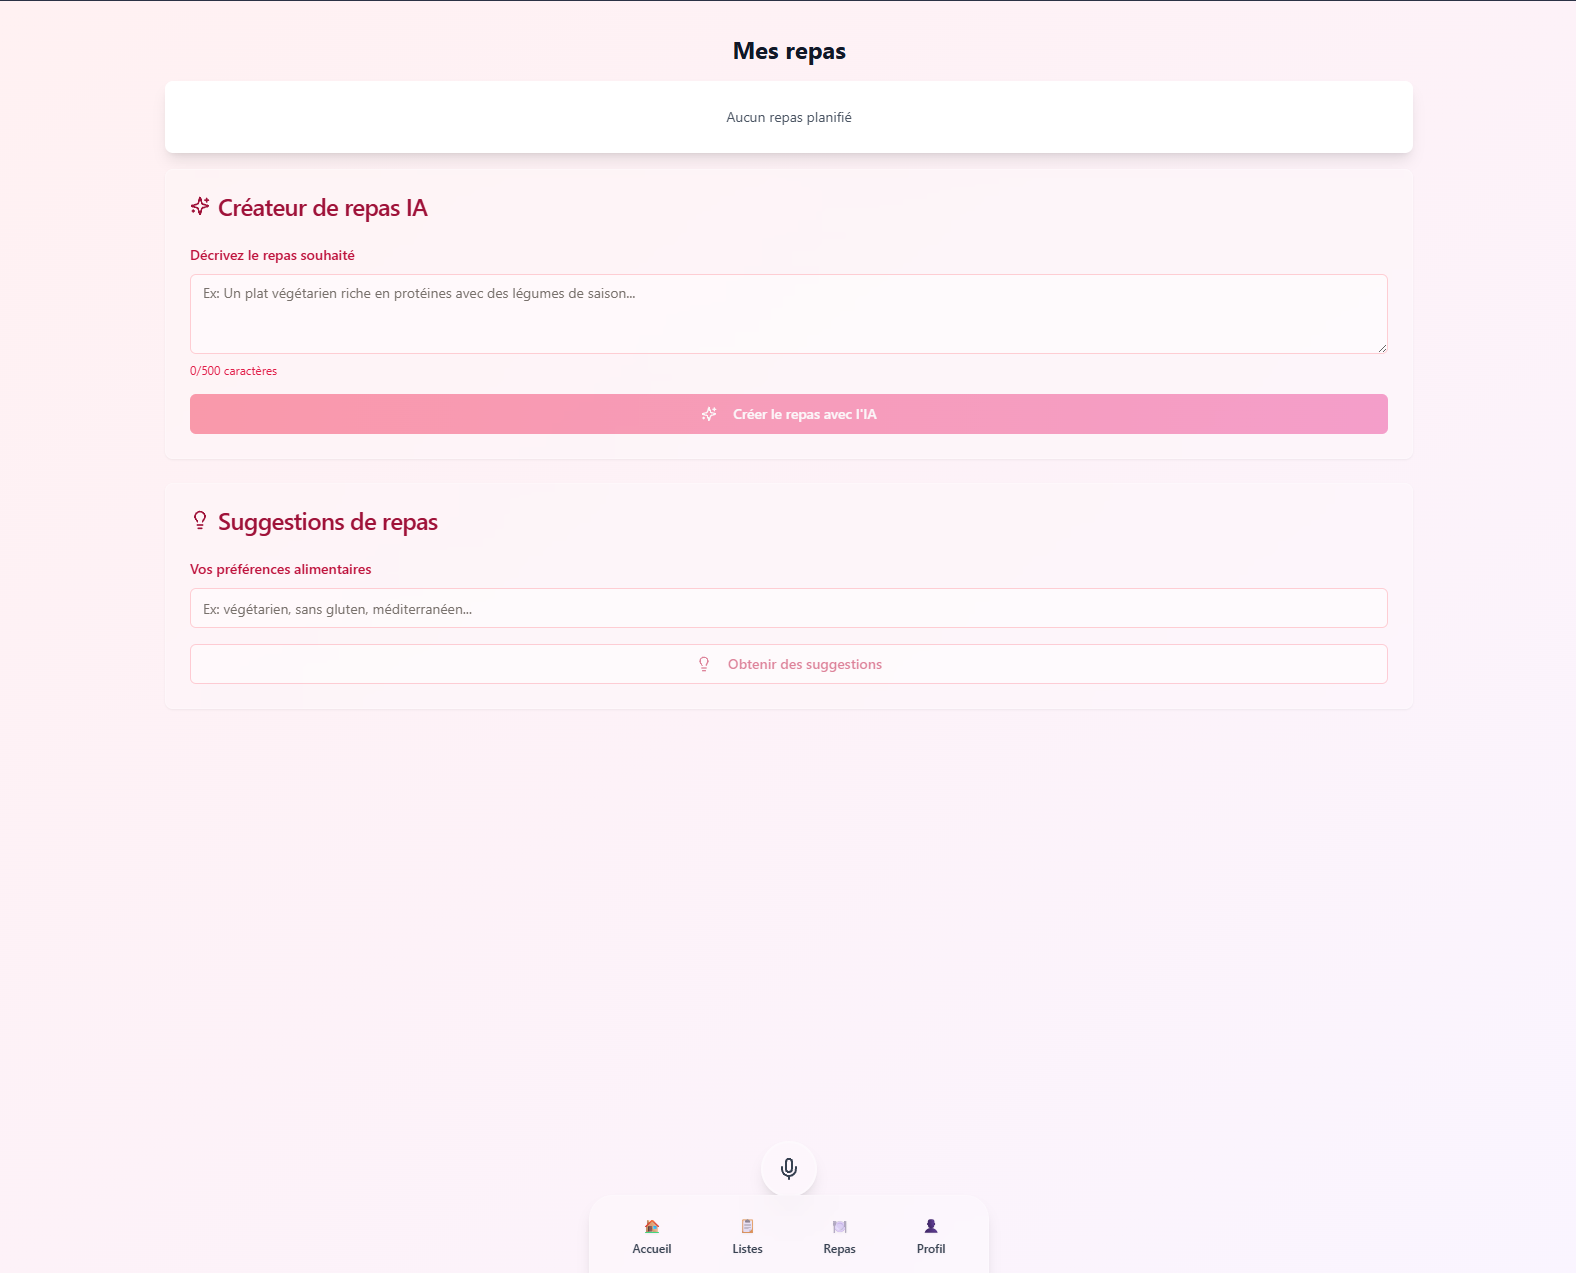 Mes repas
Aucun repas planifié
Créateur de repas IA
Décrivez le repas souhaité
Ex: Un plat végétarien riche en protéines avec des légumes de saison...
0/500 caractères
Créer le repas avec l'IA
Suggestions de repas
Vos préférences alimentaires
Ex: végétarien, sans gluten, méditerranéen...
Obtenir des suggestions
Accueil
Listes
Repas
Profil